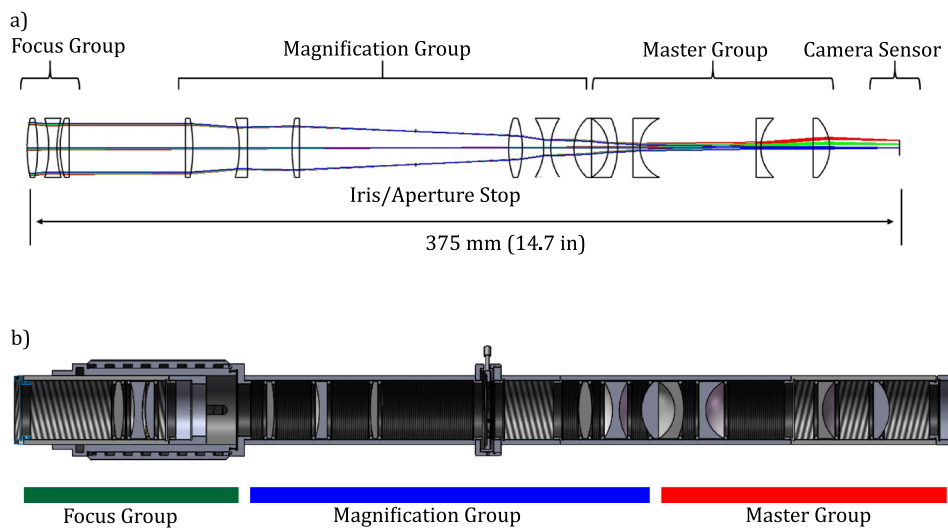 a)
Focus Group
Magnification Group
Master Group
Camera Sensor
Iris/Aperture Stop
375 mm (14.7 in)
b)
Focus Group
Magnification Group
Master Group